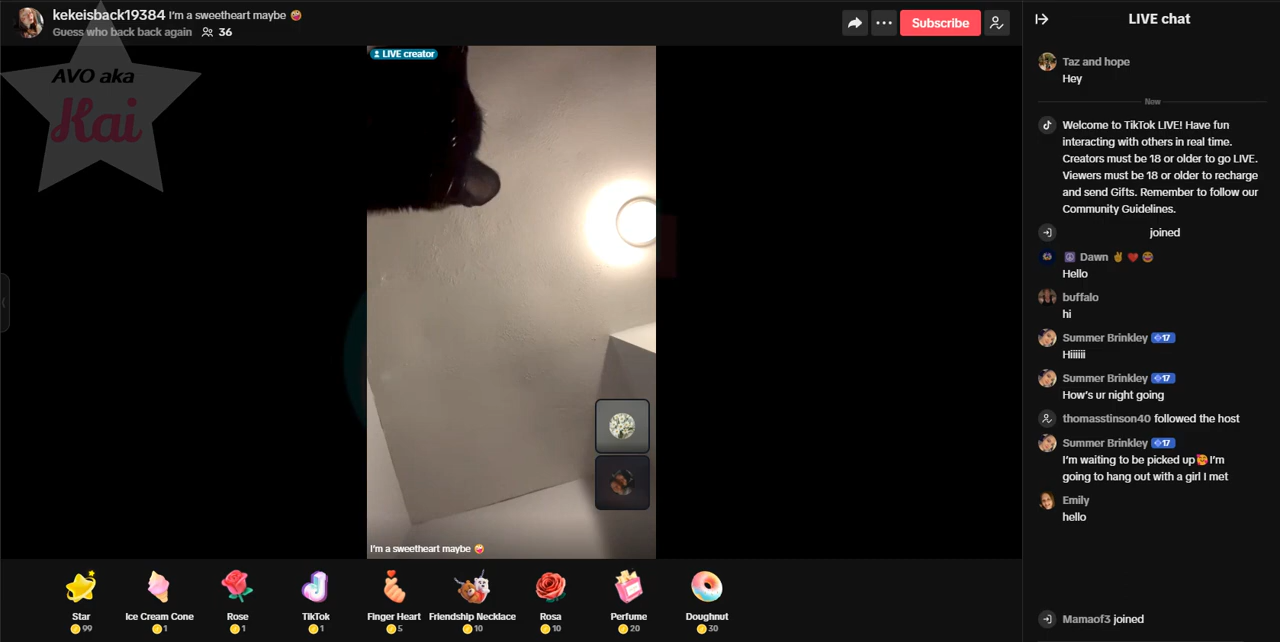 kekeisback19384 I'm a sweetheart maybe 🤪
Guess who back back again 36
Subscribe
AVO aka
Kai
LIVE creator
I'm a sweetheart maybe 🤪
Star
99
Ice Cream Cone
1
Rose
1
TikTok
1
Finger Heart
5
Friendship Necklace
10
Rosa
10
Perfume
20
Doughnut
30
LIVE chat
Taz and hope
Hey
New
Welcome to TikTok LIVE! Have fun
interacting with others in real time.
Creators must be 18 or older to go LIVE.
Viewers must be 18 or older to recharge
and send Gifts. Remember to follow our
Community Guidelines.
joined
Dawn ✌️ ❤️
Hello
buffalo
hi
Summer Brinkley 17
Hiiiiii
Summer Brinkley 17
How's ur night going
thomasstinson40 followed the host
Summer Brinkley 17
I'm waiting to be picked up🥰I'm
going to hang out with a girl I met
Emily
hello
Mamaof3 joined